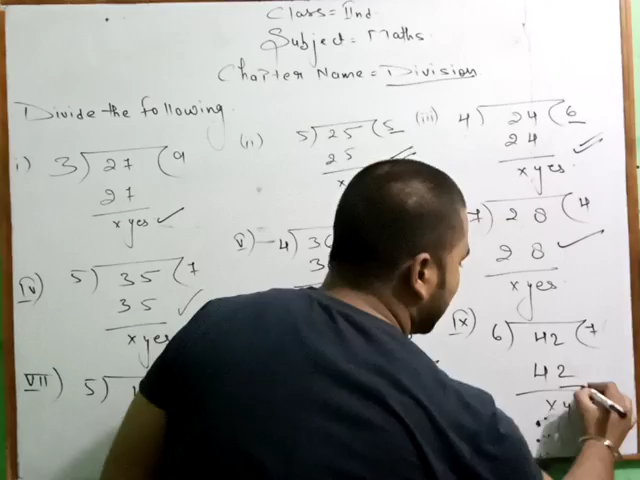 Class = IInd
Subject = Maths.
Chapter Name = Division
Divide the following
i) 3) 27 (9
27
x yes ✓
(ii) 5) 25 (5
25
x
(iii) 4) 24 (6
24
x yes
IV) 5) 35 (7
35
x yes
V) 4) 3
3
7) 28 (4
28
x yes
VII) 5)
IX) 6) 42 (7
42
x y